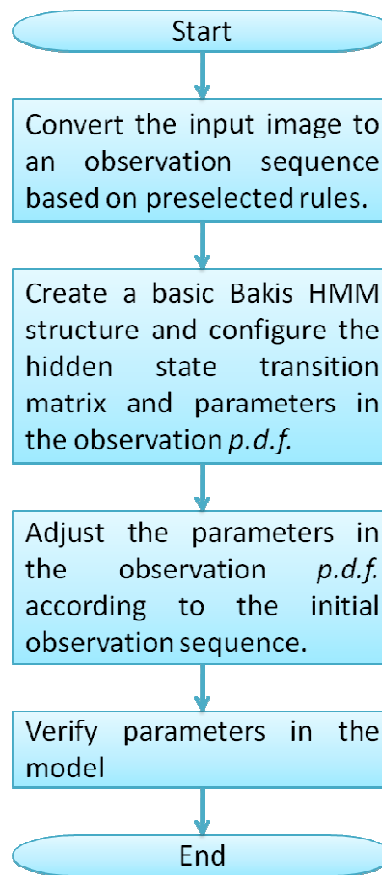 Start
Convert the input image to
an observation sequence
based on preselected rules.
Create a basic Bakis HMM
structure and configure the
hidden state transition
matrix and parameters in
the observation p.d.f.
Adjust the parameters in
the observation p.d.f.
according to the initial
observation sequence.
Verify parameters in the
model
End